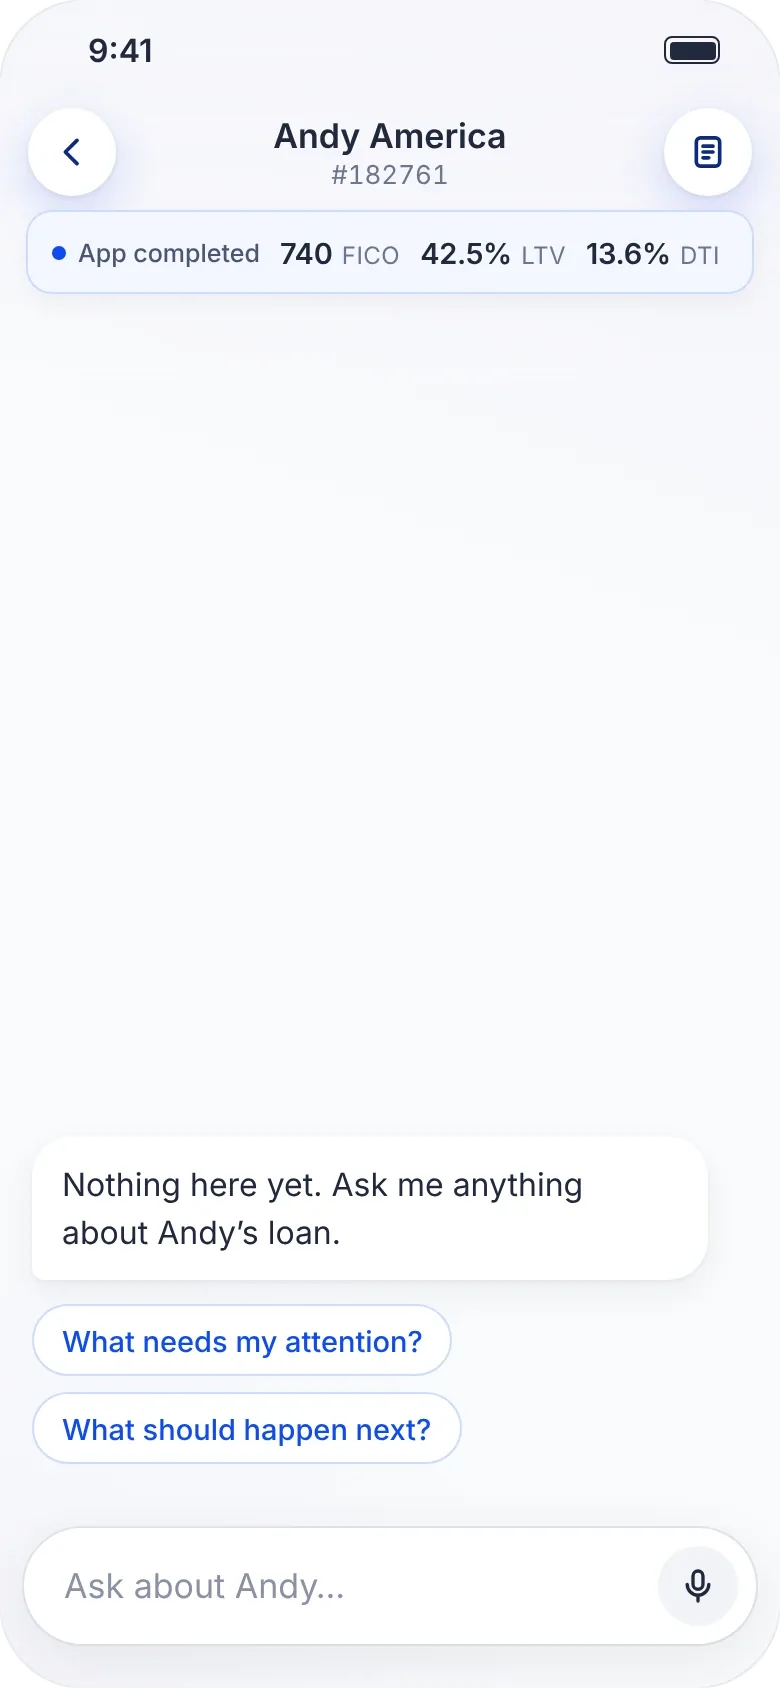 9:41
Andy America
#182761
App completed 740 FICO 42.5% LTV 13.6% DTI
Nothing here yet. Ask me anything
about Andy’s loan.
What needs my attention?
What should happen next?
Ask about Andy...